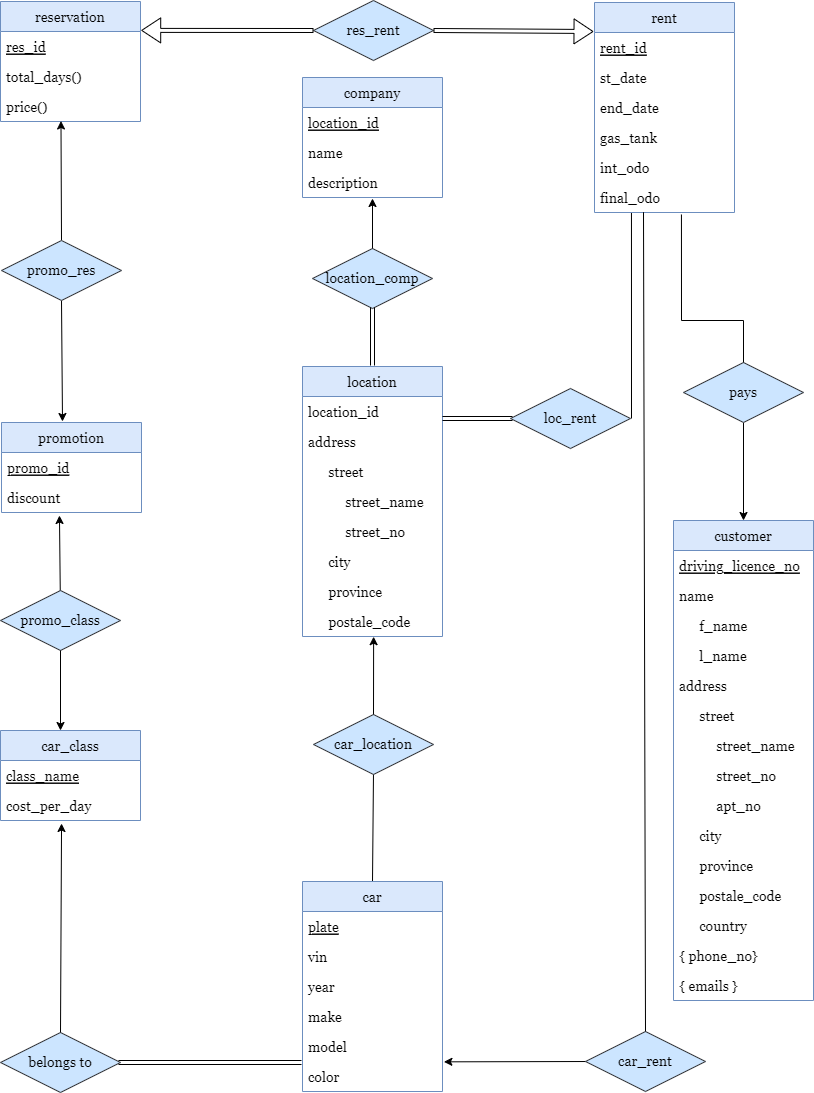 reservation
res_id
total_days()
price()
res_rent
rent
rent_id
st_date
end_date
gas_tank
int_odo
final_odo
company
location_id
name
description
promo_res
location_comp
location
location_id
address
street
street_name
street_no
city
province
postale_code
loc_rent
pays
promotion
promo_id
discount
customer
driving_licence_no
name
f_name
l_name
address
street
street_name
street_no
apt_no
city
province
postale_code
country
{ phone_no}
{ emails }
promo_class
car_class
class_name
cost_per_day
car_location
car
plate
vin
year
make
model
color
belongs to
car_rent